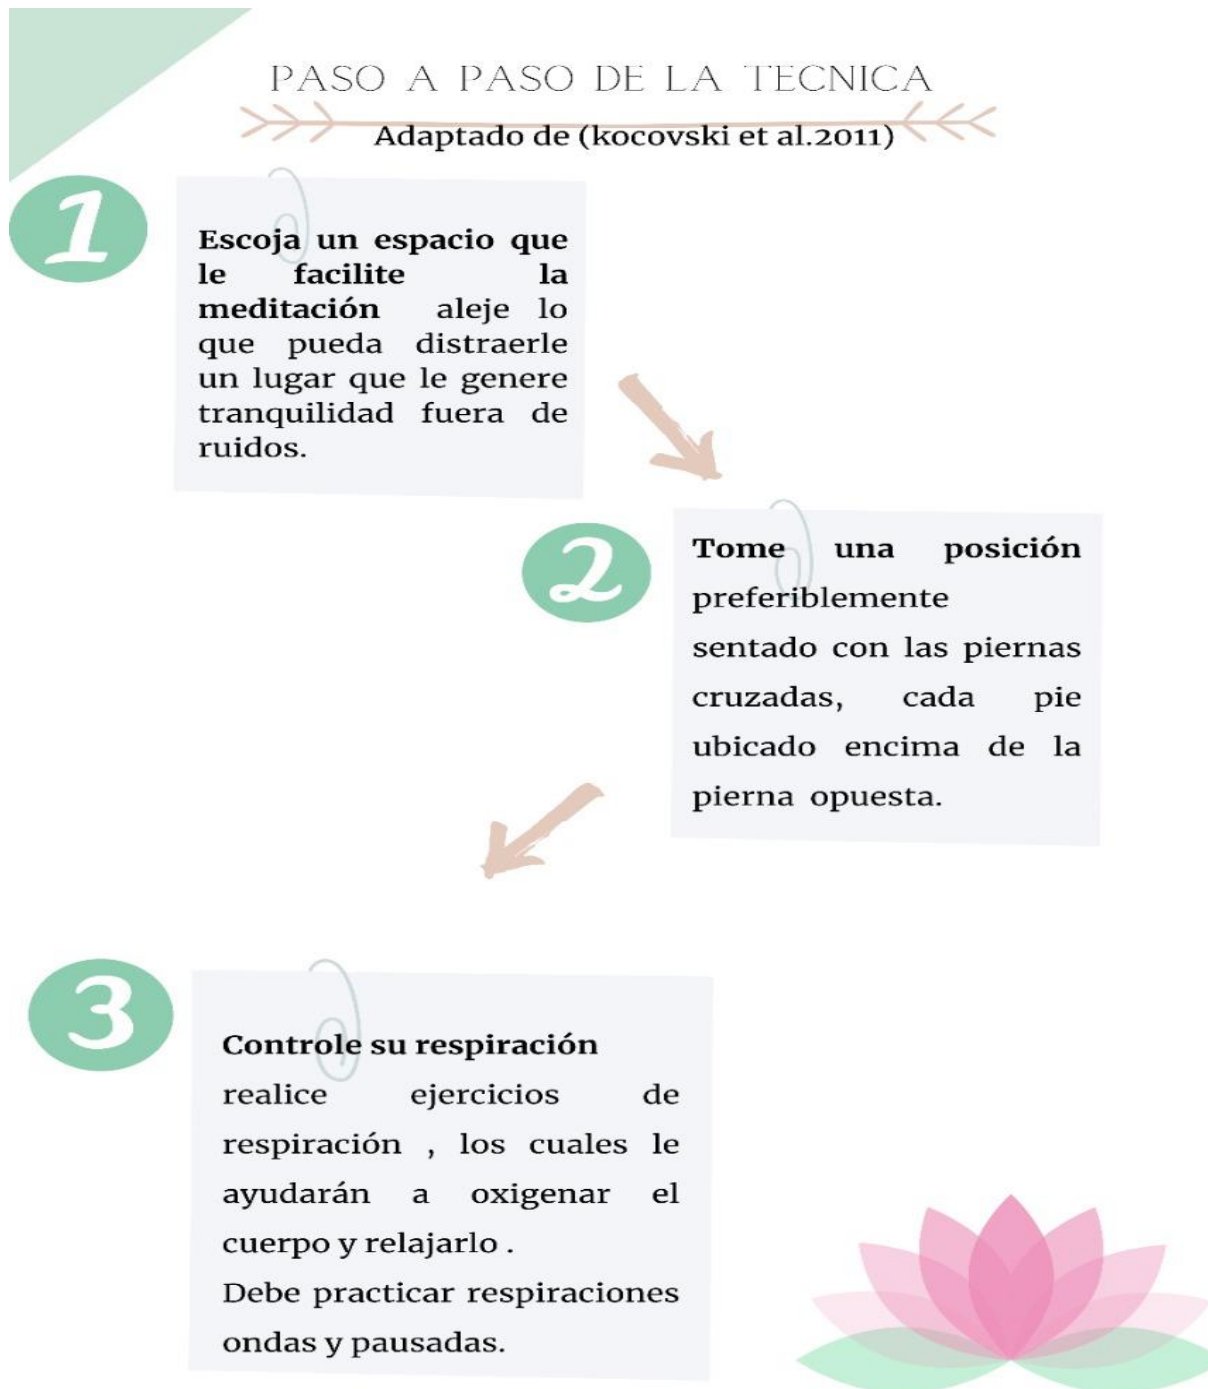 PASO A PASO DE LA TECNICA
Adaptado de (kocovski et al.2011)
1
Escoja un espacio que
le facilite la
meditación aleje lo
que pueda distraerle
un lugar que le genere
tranquilidad fuera de
ruidos.
2
Tome una posición
preferiblemente
sentado con las piernas
cruzadas, cada pie
ubicado encima de la
pierna opuesta.
3
Controle su respiración
realice ejercicios de
respiración , los cuales le
ayudarán a oxigenar el
cuerpo y relajarlo .
Debe practicar respiraciones
ondas y pausadas.